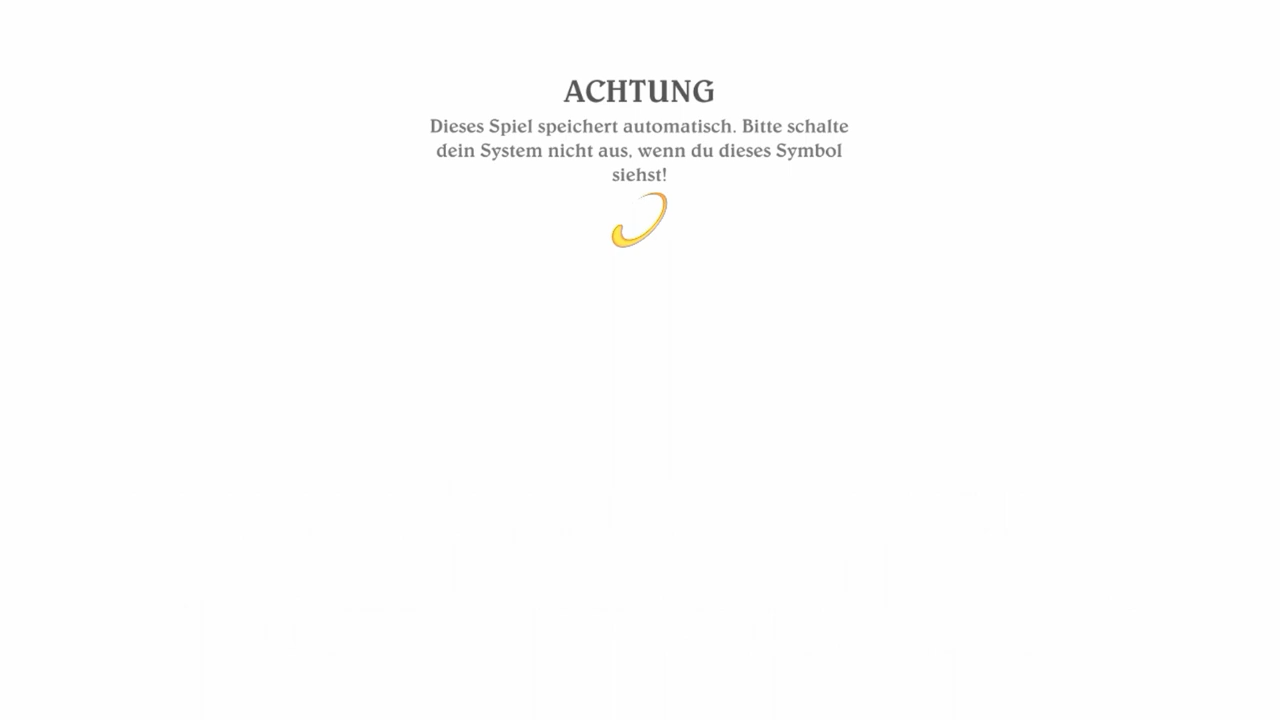 ACHTUNG
Dieses Spiel speichert automatisch. Bitte schalte
dein System nicht aus, wenn du dieses Symbol
siehst!